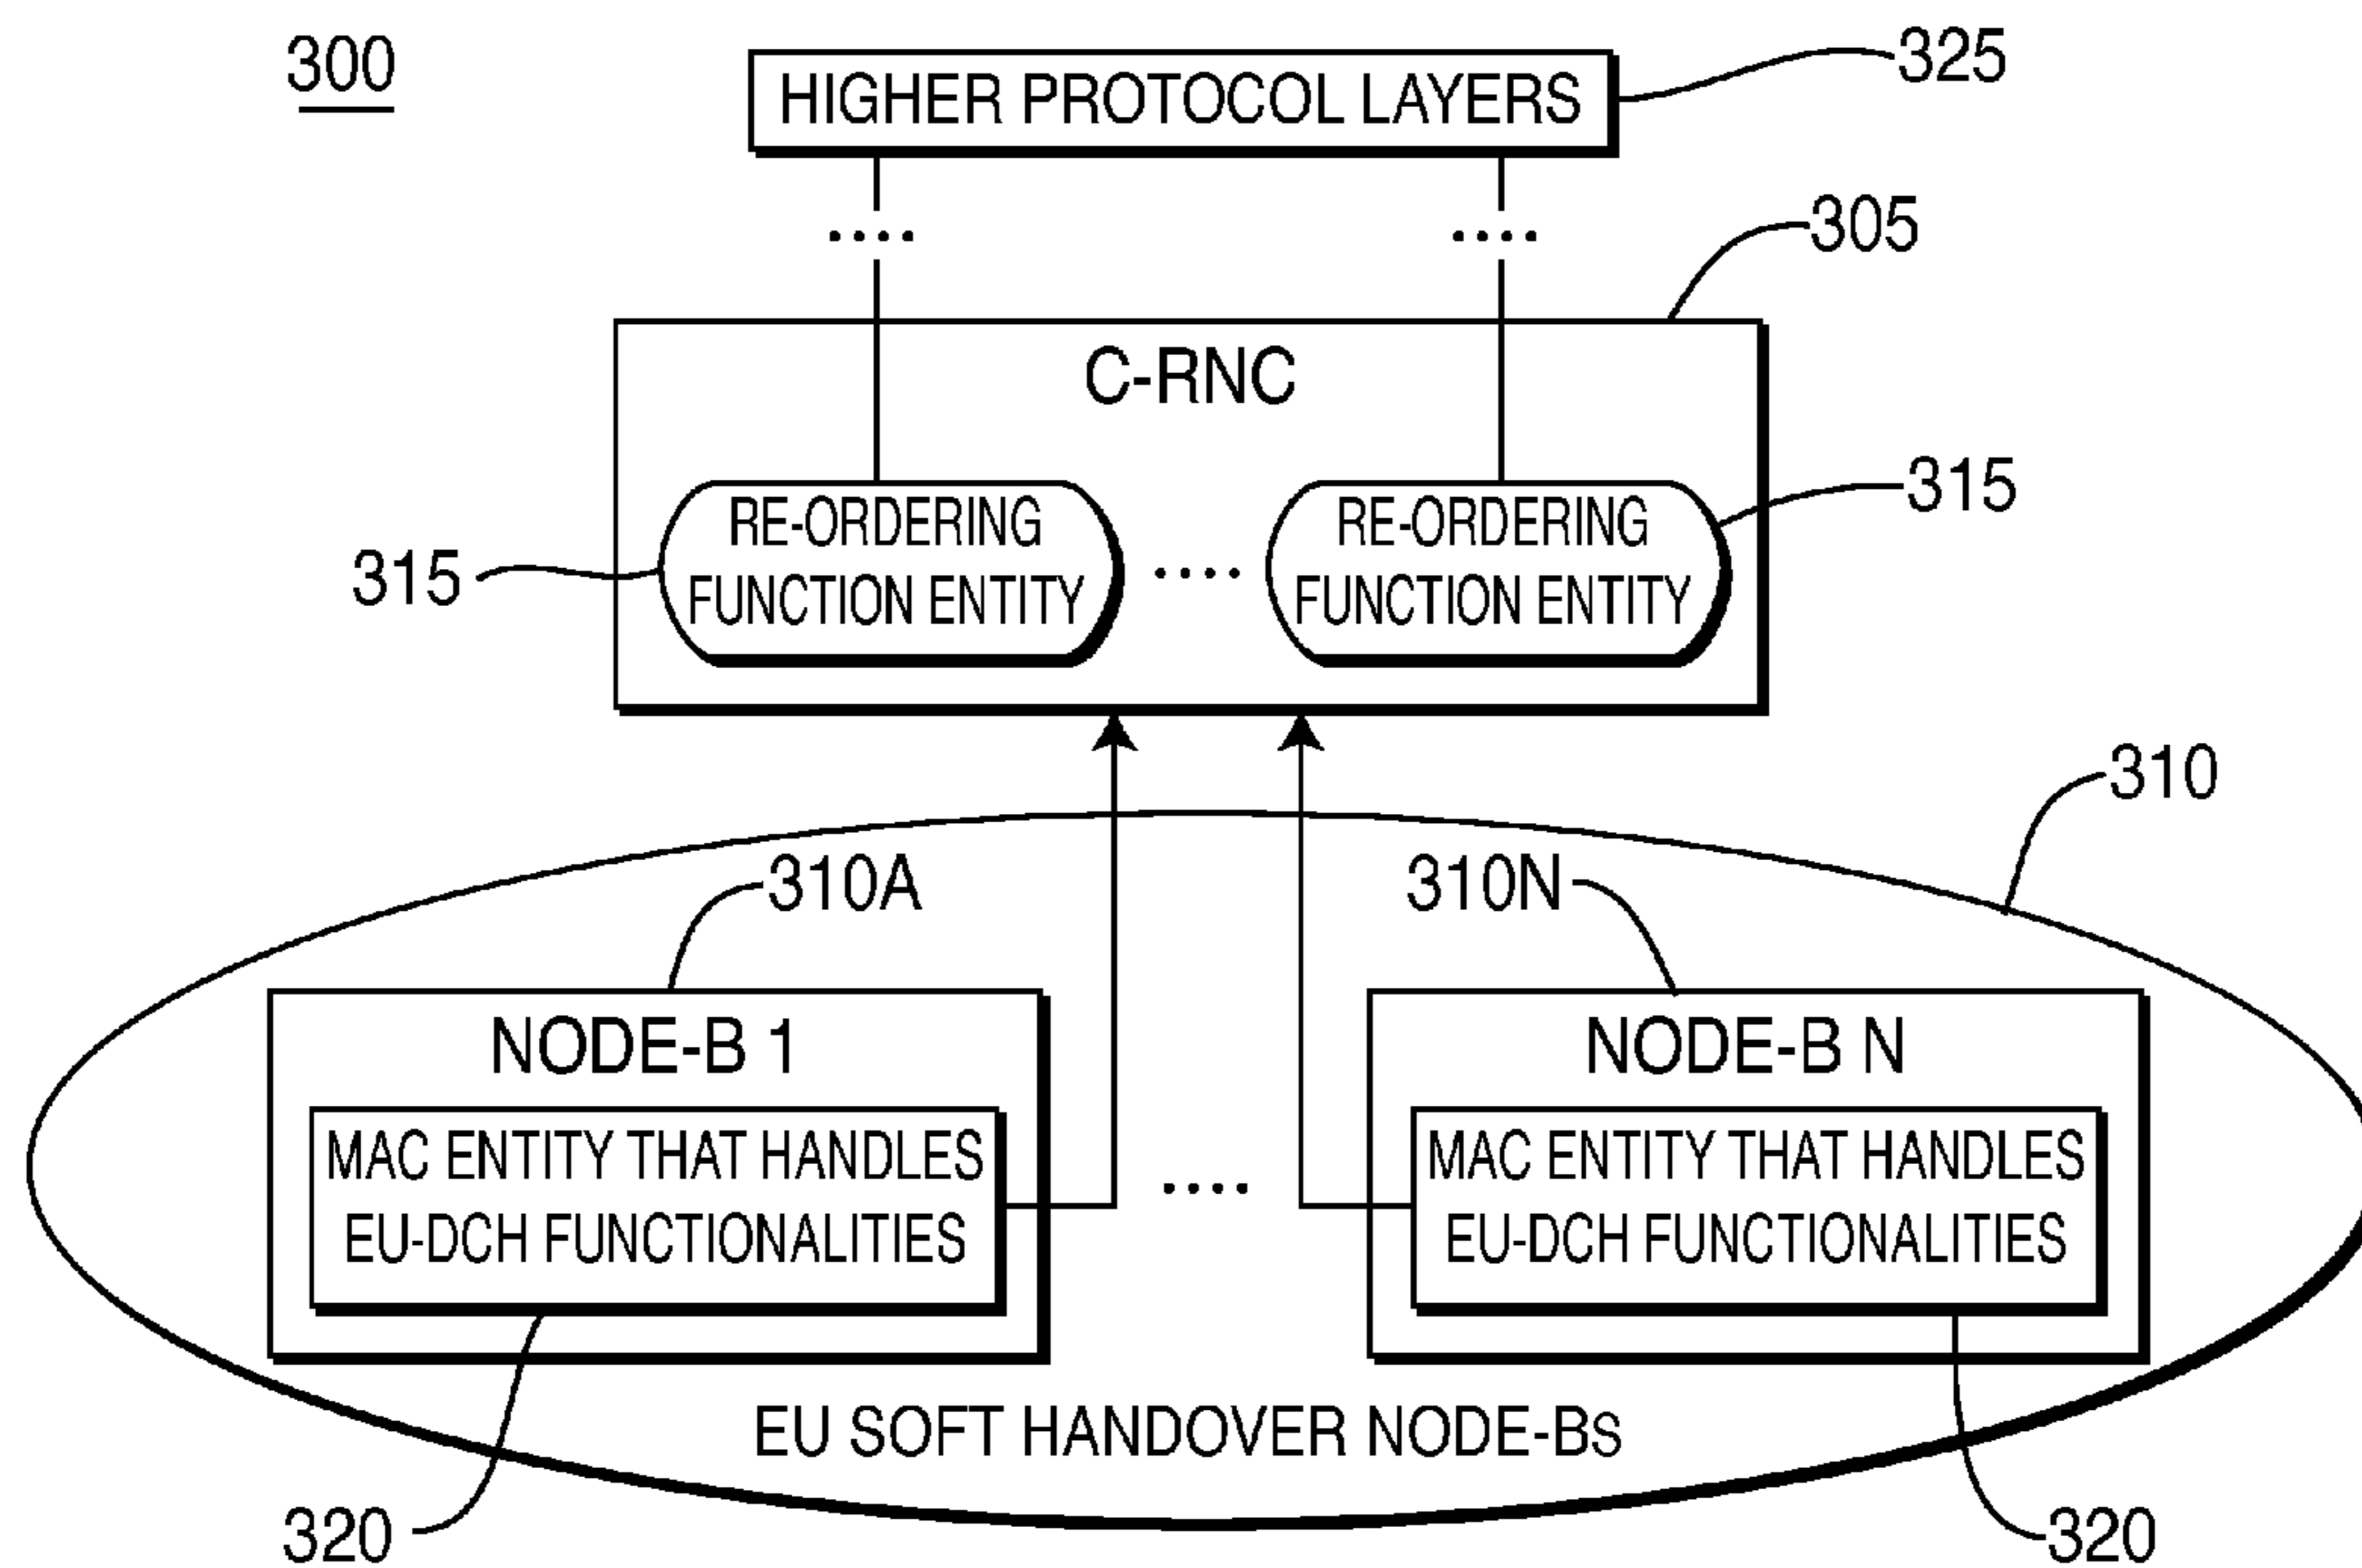 300
HIGHER PROTOCOL LAYERS
325
305
C-RNC
RE-ORDERING
FUNCTION ENTITY
RE-ORDERING
FUNCTION ENTITY
315
315
310
310A
310N
NODE-B 1
MAC ENTITY THAT HANDLES
EU-DCH FUNCTIONALITIES
NODE-B N
MAC ENTITY THAT HANDLES
EU-DCH FUNCTIONALITIES
EU SOFT HANDOVER NODE-Bs
320
320